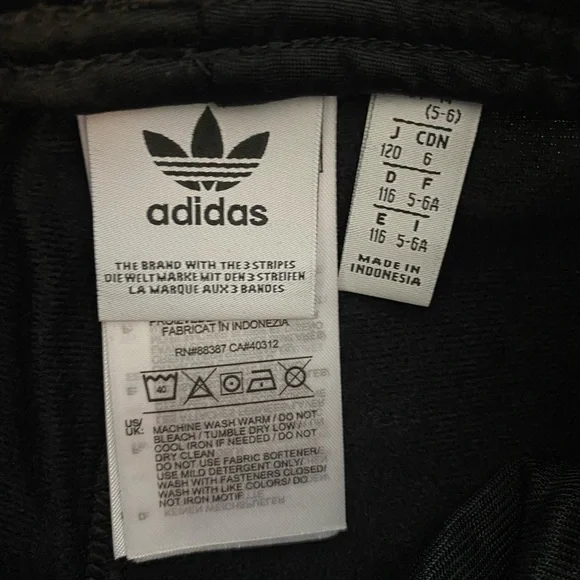 adidas
THE BRAND WITH THE 3 STRIPES
DIE WELTMARKE MIT DEN 3 STREIFEN
LA MARQUE AUX 3 BANDES
FABRICAT ÎN INDONEZIA
RN#88387 CA#40312
40
US/ MACHINE WASH WARM / DO NOT
UK: BLEACH / TUMBLE DRY LOW /
COOL IRON IF NEEDED / DO NOT
DRY CLEAN
DO NOT USE FABRIC SOFTENER/
USE MILD DETERGENT ONLY/
WASH WITH FASTENERS CLOSED/
WASH WITH LIKE COLORS/ DO
NOT IRON MOTIF
(5-6)
J CDN
120 6
D F
116 5-6A
E I
116 5-6A
MADE IN
INDONESIA